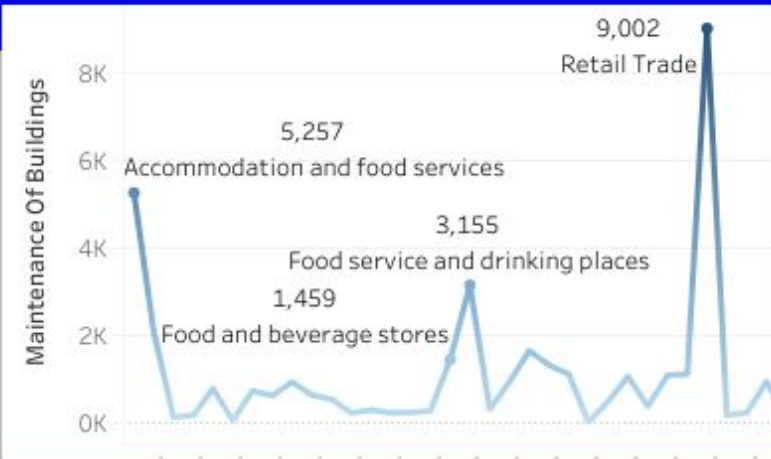 9,002
Retail Trade
8K
5,257
6K
Accommodation and food services
Maintenance Of Buildings
3,155
4K
Food service and drinking places
1,459
2K
Food and beverage stores
0K